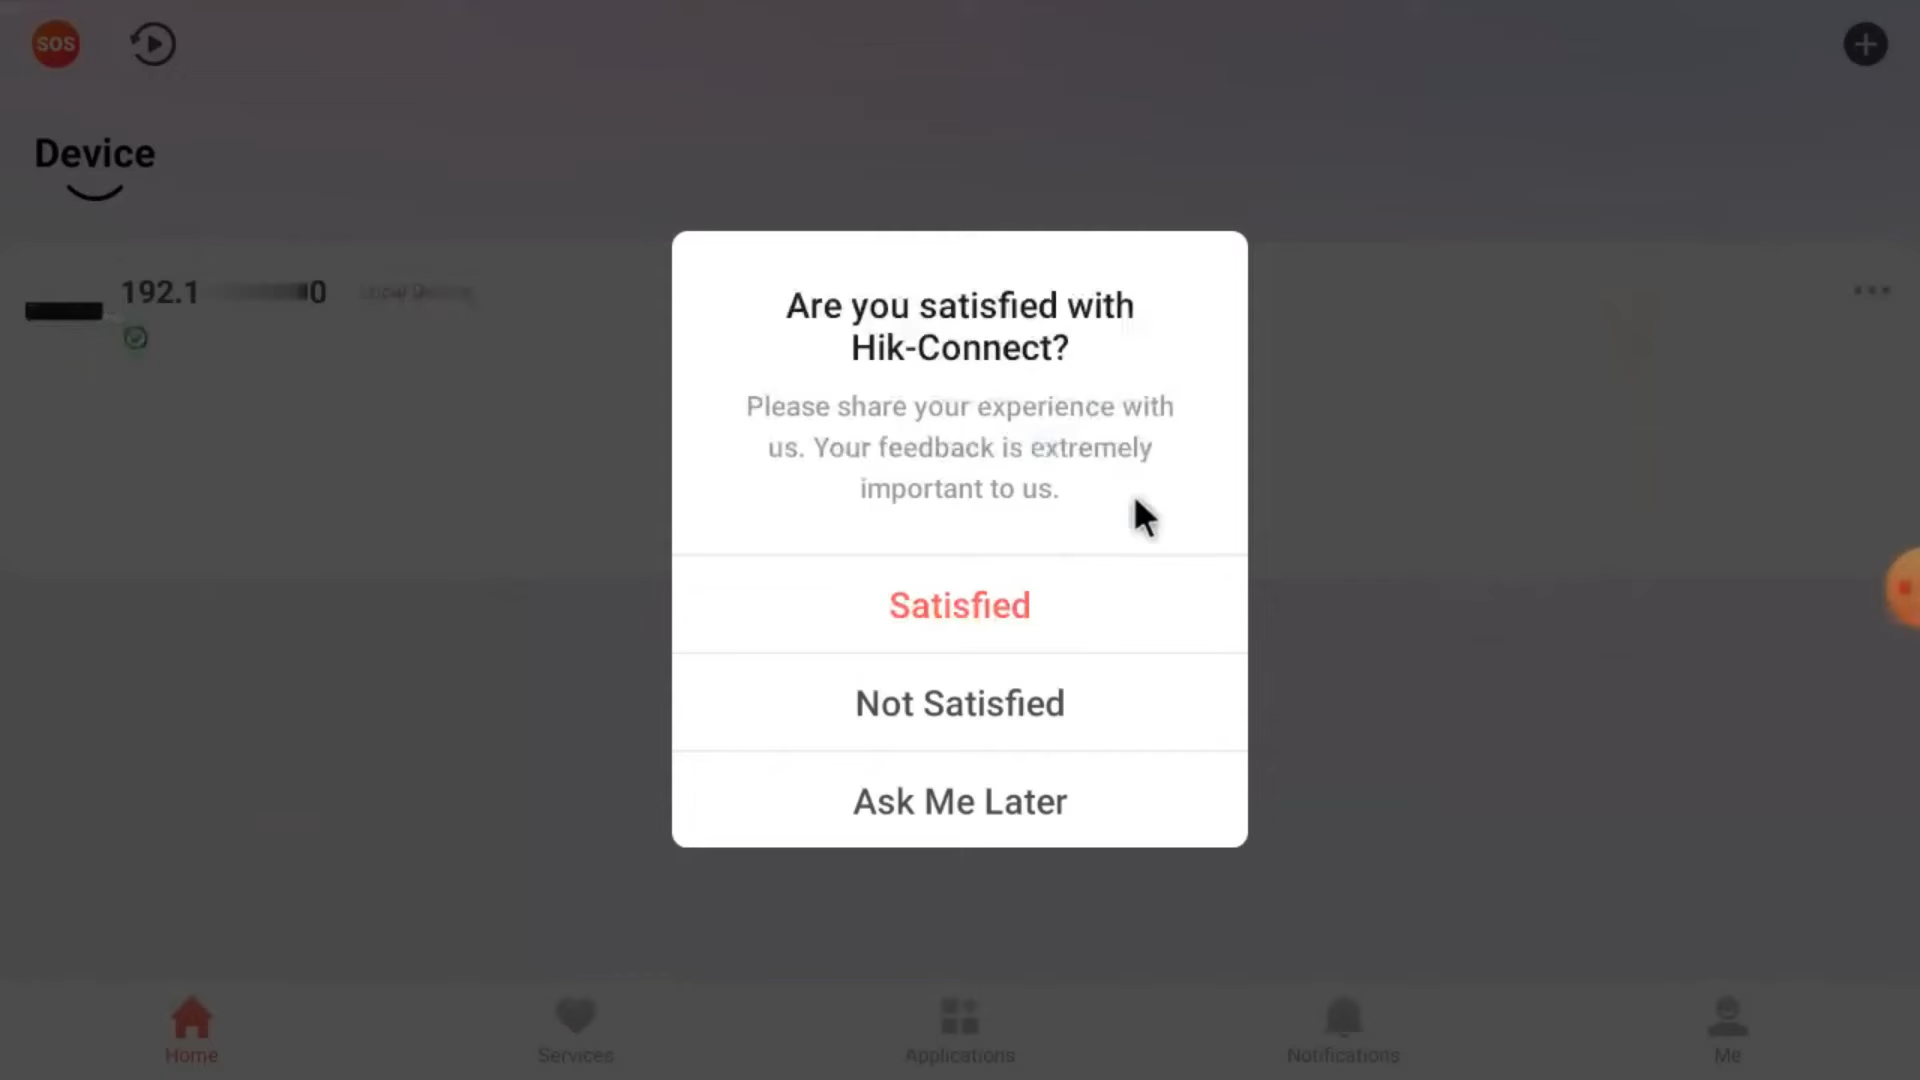 SOS
Device
192.1
0
Are you satisfied with
Hik-Connect?
Please share your experience with
us. Your feedback is extremely
important to us.
Satisfied
Not Satisfied
Ask Me Later
Home
Services
Applications
Notifications
Me